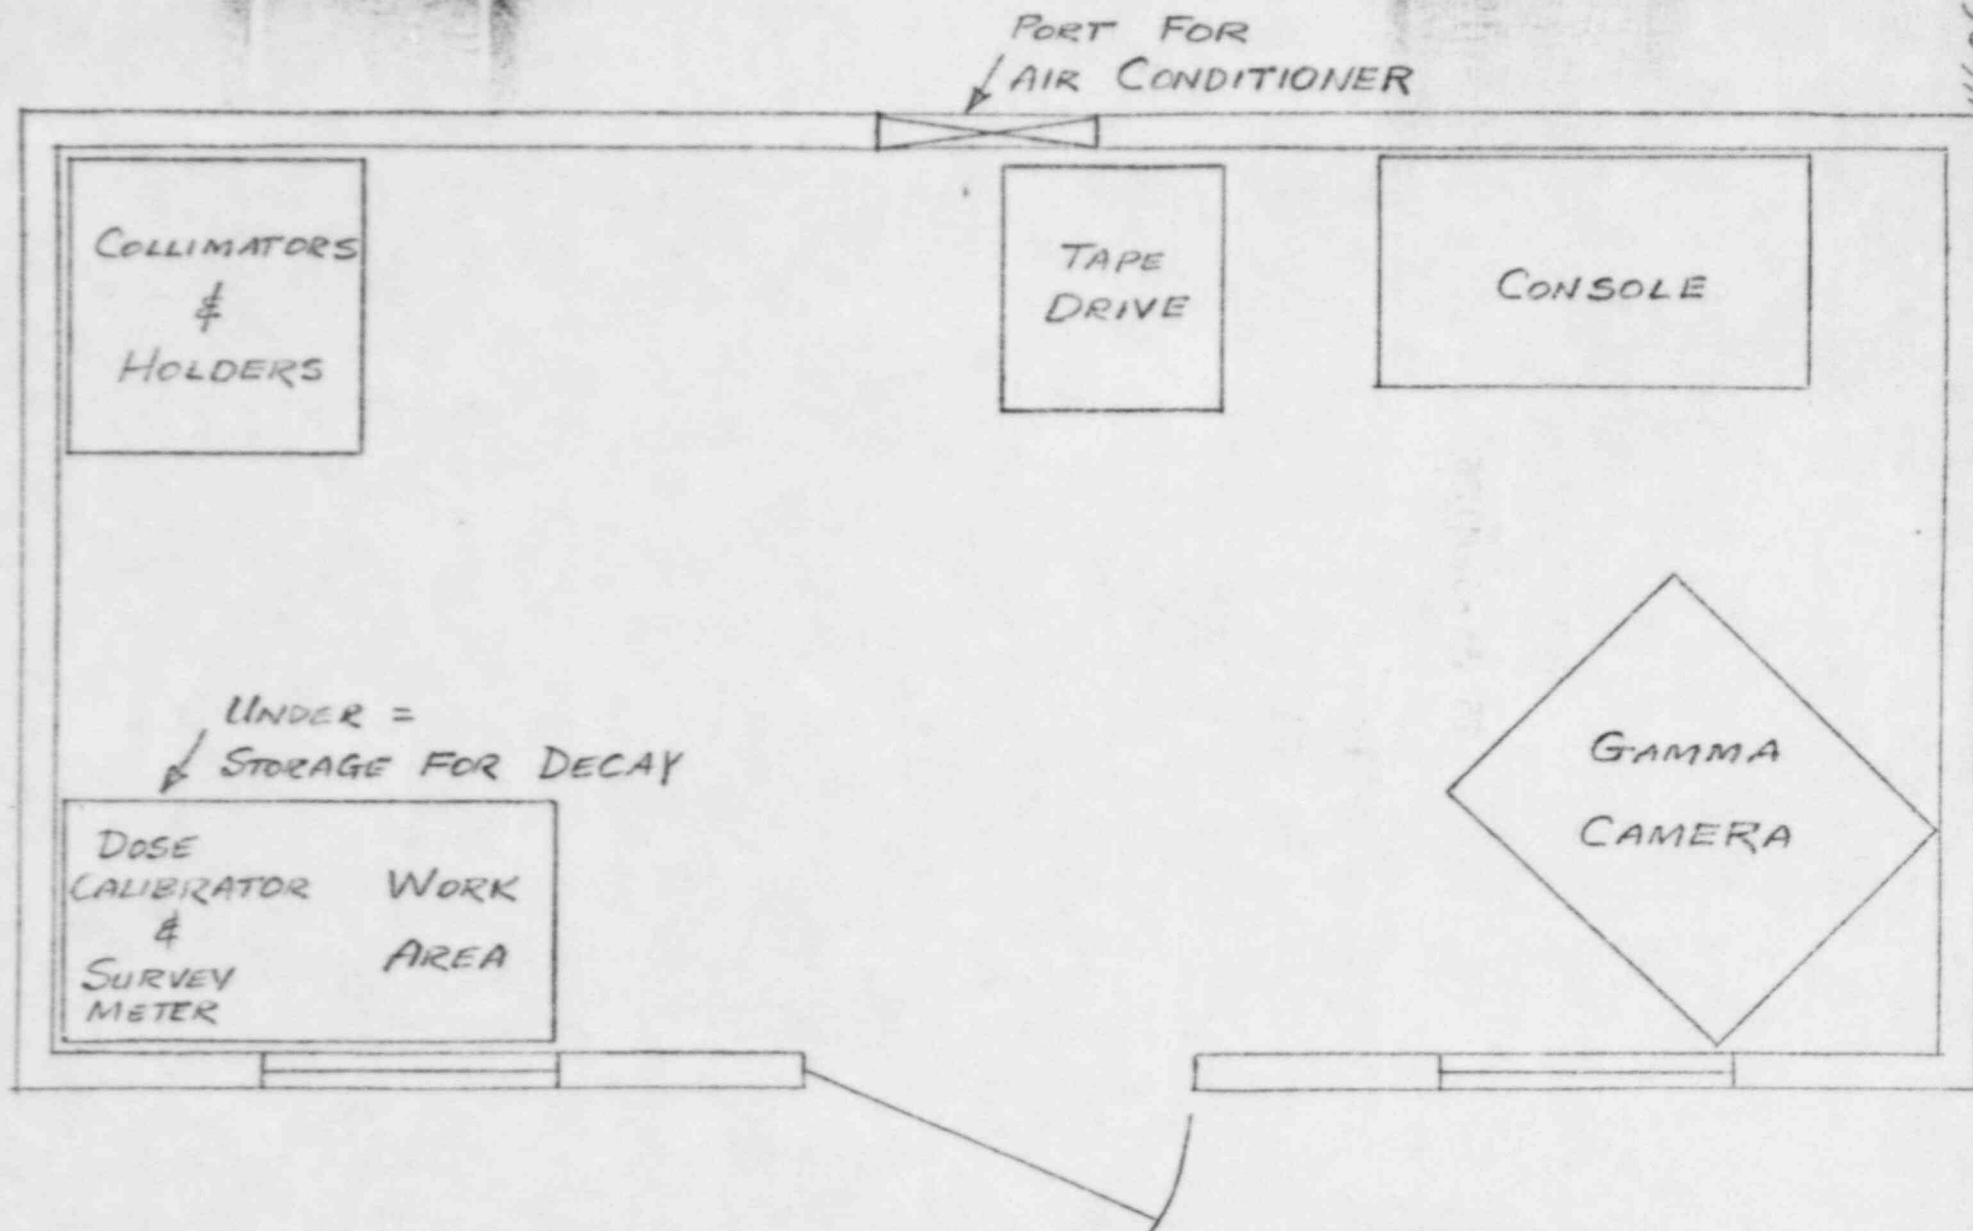 PORT FOR
AIR CONDITIONER
COLLIMATORS
&
HOLDERS
TAPE
DRIVE
CONSOLE
UNDER =
STORAGE FOR DECAY
DOSE
CALIBRATOR
&
SURVEY
METER
WORK
AREA
GAMMA
CAMERA